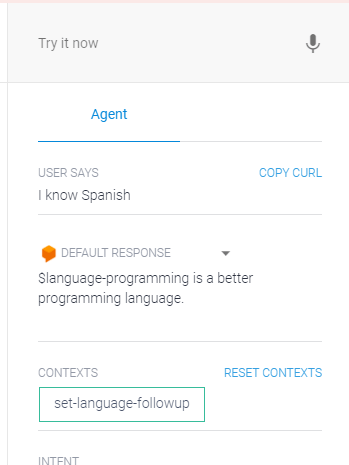 Try it now
Agent
USER SAYS COPY CURL
I know Spanish
DEFAULT RESPONSE
$language-programming is a better
programming language.
CONTEXTS RESET CONTEXTS
set-language-followup
INTENT